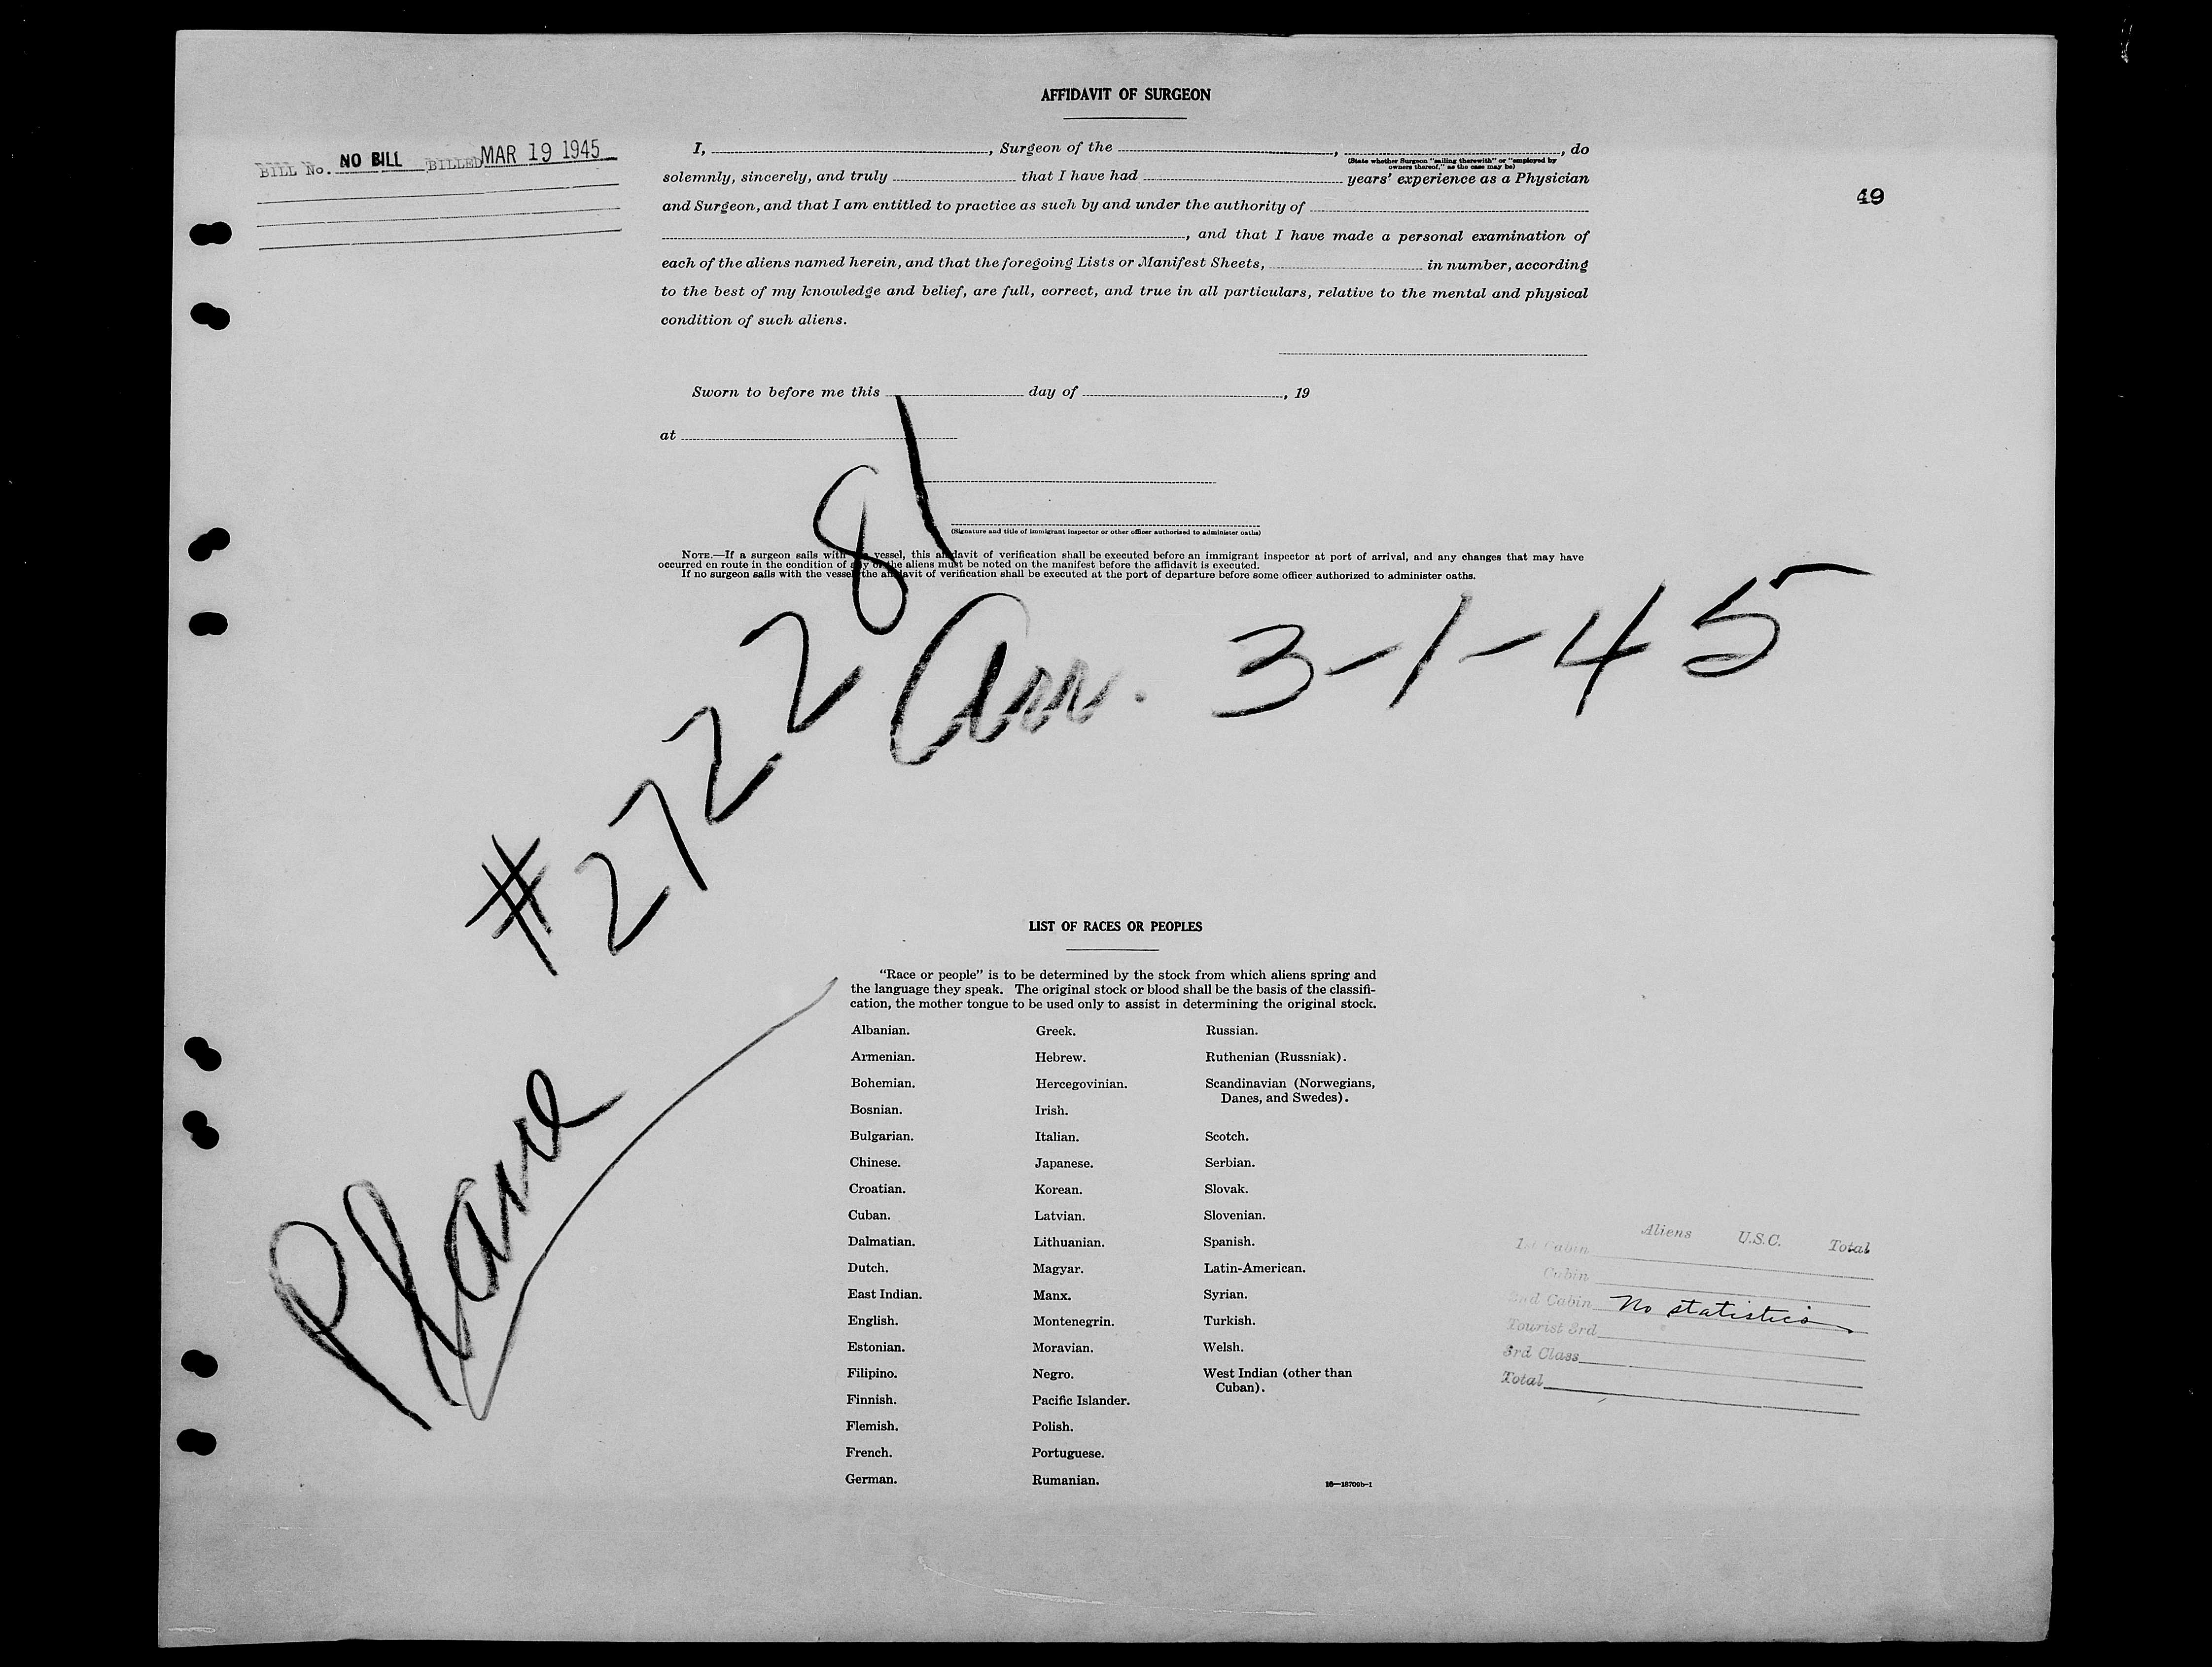 AFFIDAVIT OF SURGEON
BILL No. NO BILL BILLED MAR 19 1945
49
I, , Surgeon of the , , do
(State whether Surgeon "sailing therewith" or "employed by
owners thereof," as the case may be)
solemnly, sincerely, and truly that I have had years' experience as a Physician
and Surgeon, and that I am entitled to practice as such by and under the authority of
, and that I have made a personal examination of
each of the aliens named herein, and that the foregoing Lists or Manifest Sheets, in number, according
to the best of my knowledge and belief, are full, correct, and true in all particulars, relative to the mental and physical
condition of such aliens.
Sworn to before me this day of , 19
at
(Signature and title of immigrant inspector or other officer authorized to administer oaths)
NOTE.—If a surgeon sails with the vessel, this affidavit of verification shall be executed before an immigrant inspector at port of arrival, and any changes that may have
occurred en route in the condition of any of the aliens must be noted on the manifest before the affidavit is executed.
If no surgeon sails with the vessel the affidavit of verification shall be executed at the port of departure before some officer authorized to administer oaths.
Plane
#272281
Arr. 3-1-45
LIST OF RACES OR PEOPLES
"Race or people" is to be determined by the stock from which aliens spring and
the language they speak. The original stock or blood shall be the basis of the classifi-
cation, the mother tongue to be used only to assist in determining the original stock.
Albanian.
Armenian.
Bohemian.
Bosnian.
Bulgarian.
Chinese.
Croatian.
Cuban.
Dalmatian.
Dutch.
East Indian.
English.
Estonian.
Filipino.
Finnish.
Flemish.
French.
German.
Greek.
Hebrew.
Hercegovinian.
Irish.
Italian.
Japanese.
Korean.
Latvian.
Lithuanian.
Magyar.
Manx.
Montenegrin.
Moravian.
Negro.
Pacific Islander.
Polish.
Portuguese.
Rumanian.
Russian.
Ruthenian (Russniak).
Scandinavian (Norwegians,
Danes, and Swedes).
Scotch.
Serbian.
Slovak.
Slovenian.
Spanish.
Latin-American.
Syrian.
Turkish.
Welsh.
West Indian (other than
Cuban).
16—18709b-1
Aliens U.S.C. Total
1st Cabin
Cabin
2nd Cabin No statistics
Tourist 3rd
3rd Class
Total